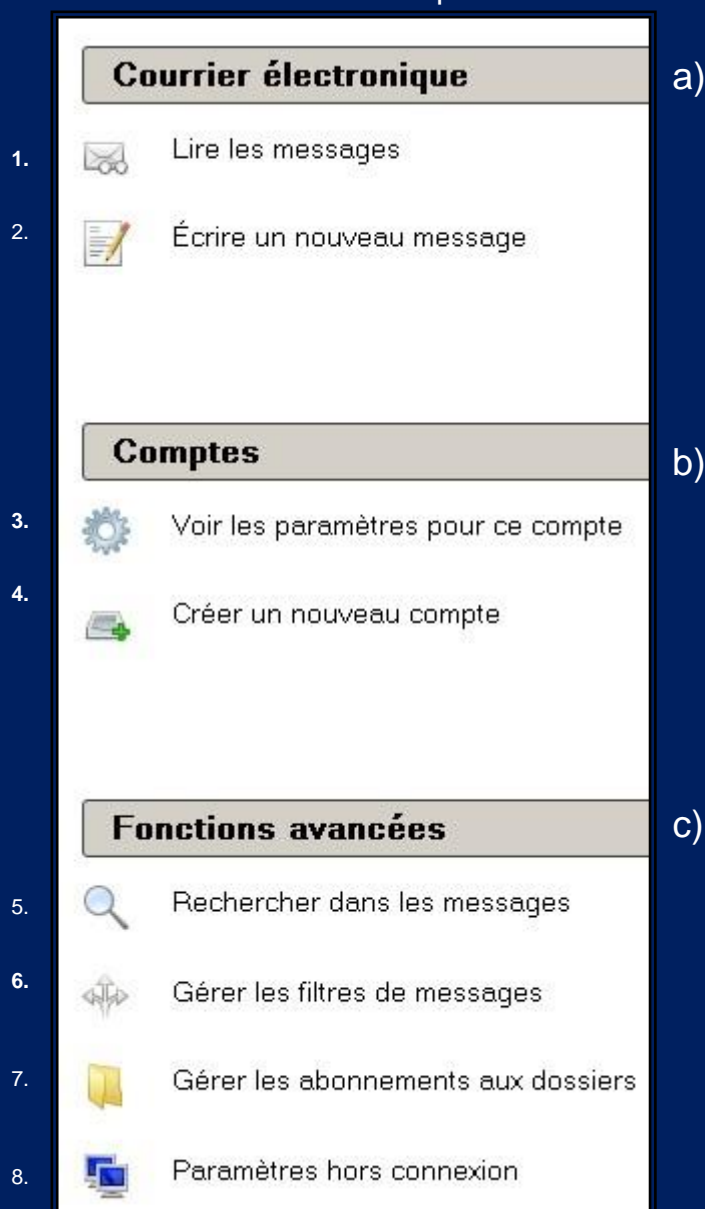 Courrier électronique a)
1. Lire les messages
2. Écrire un nouveau message
Comptes b)
3. Voir les paramètres pour ce compte
4. Créer un nouveau compte
Fonctions avancées c)
5. Rechercher dans les messages
6. Gérer les filtres de messages
7. Gérer les abonnements aux dossiers
8. Paramètres hors connexion